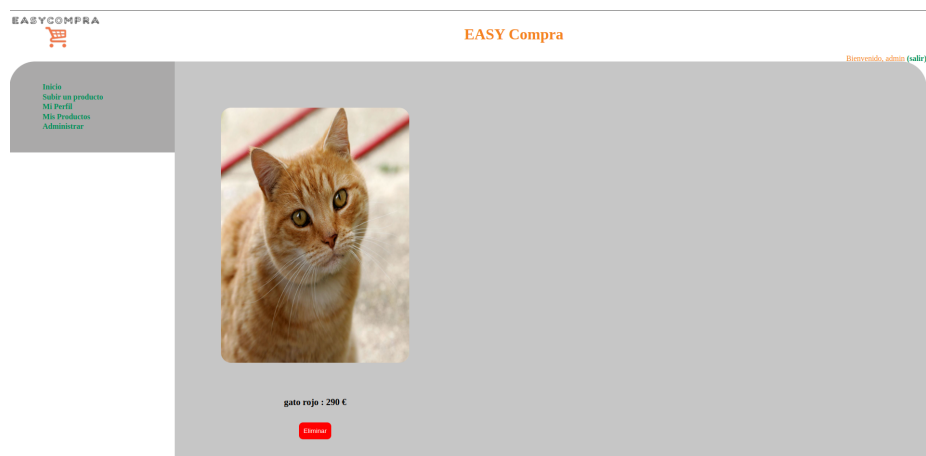 EASYCOMPRA
EASY Compra
Bienvenido, admin (salir)
Inicio
Subir un producto
Mi Perfil
Mis Productos
Administrar
gato rojo : 290 €
Eliminar